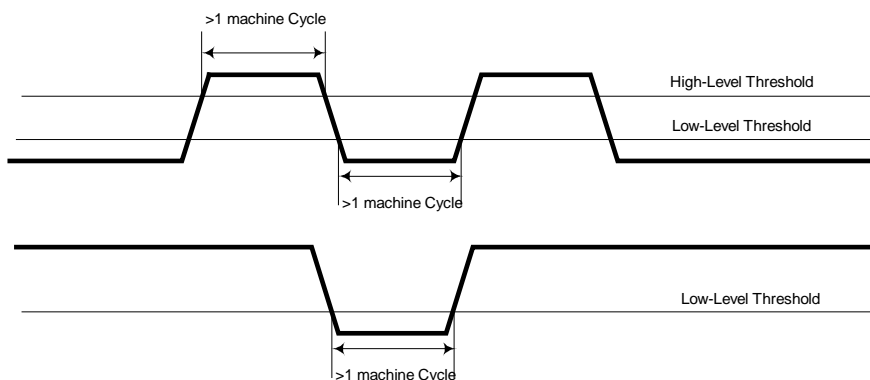 >1 machine Cycle
High-Level Threshold
Low-Level Threshold
>1 machine Cycle
Low-Level Threshold
>1 machine Cycle